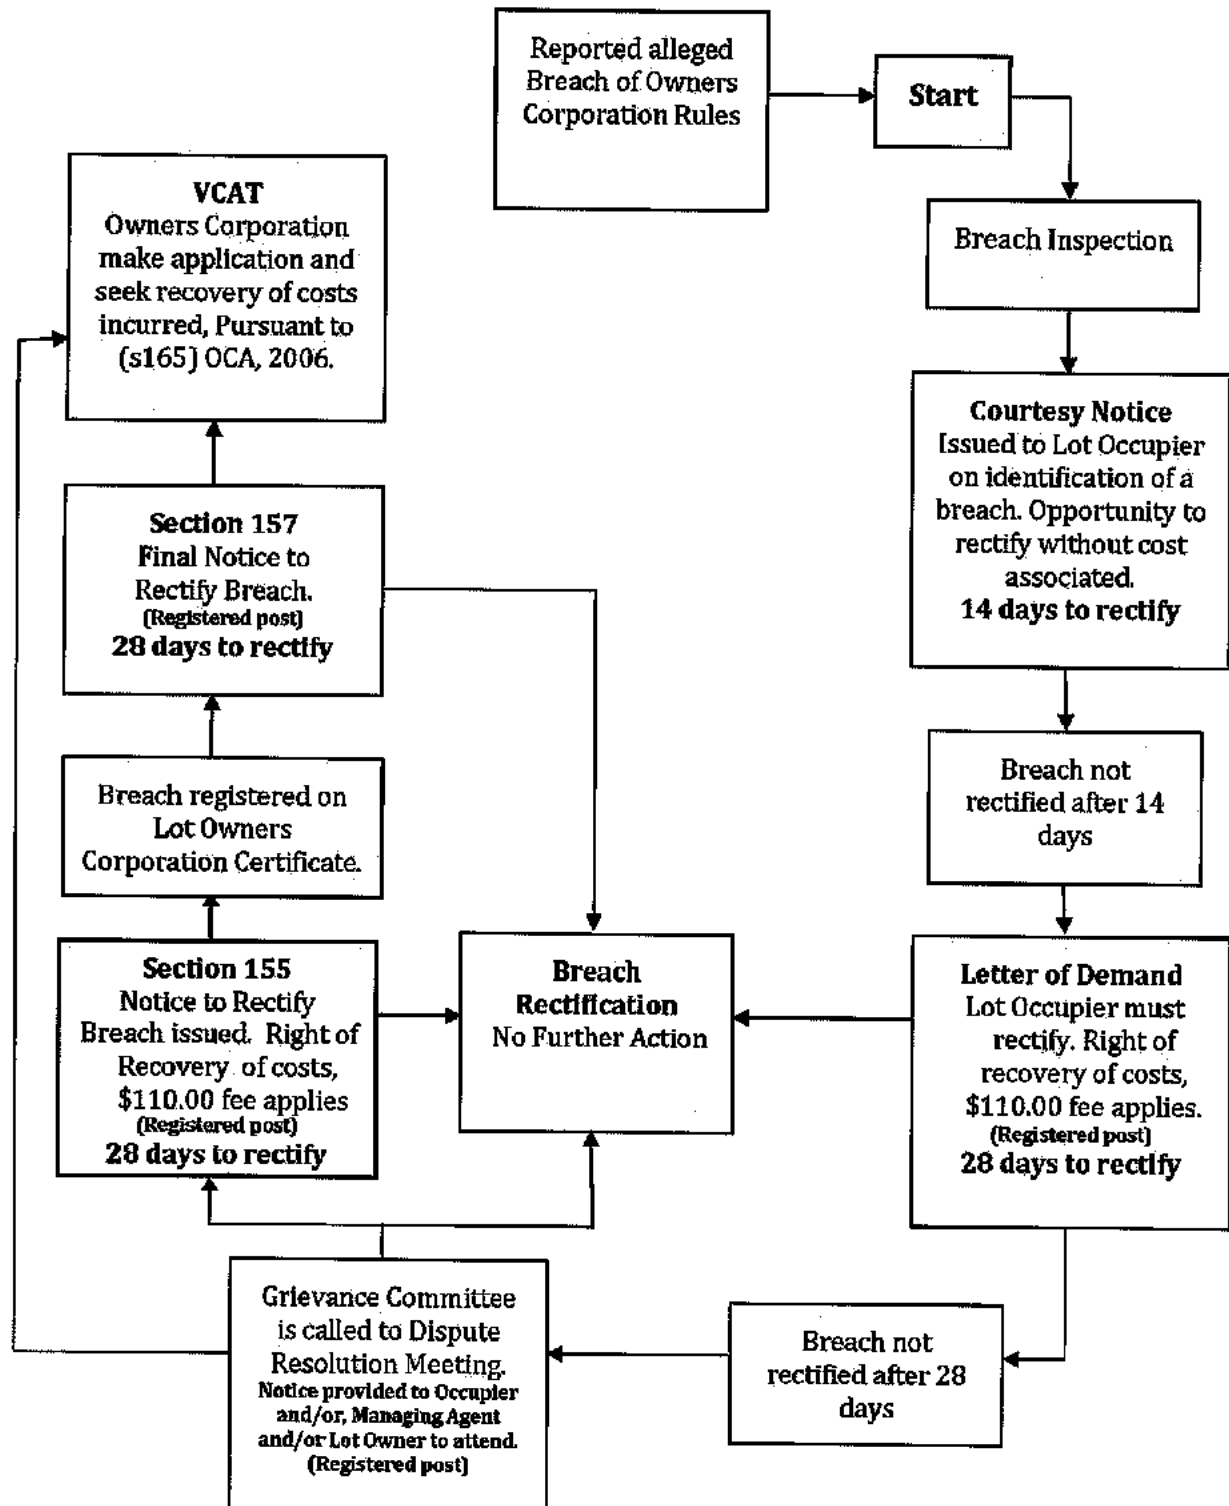 Reported alleged
Breach of Owners
Corporation Rules
Start
Breach Inspection
Courtesy Notice
Issued to Lot Occupier
on identification of a
breach. Opportunity to
rectify without cost
associated.
14 days to rectify
Breach not
rectified after 14
days
Letter of Demand
Lot Occupier must
rectify. Right of
recovery of costs,
$110.00 fee applies.
(Registered post)
28 days to rectify
Breach not
rectified after 28
days
Grievance Committee
is called to Dispute
Resolution Meeting.
Notice provided to Occupier
and/or, Managing Agent
and/or Lot Owner to attend.
(Registered post)
Breach
Rectification
No Further Action
Section 155
Notice to Rectify
Breach issued. Right of
Recovery of costs,
$110.00 fee applies
(Registered post)
28 days to rectify
Breach registered on
Lot Owners
Corporation Certificate.
Section 157
Final Notice to
Rectify Breach.
(Registered post)
28 days to rectify
VCAT
Owners Corporation
make application and
seek recovery of costs
incurred, Pursuant to
(s165) OCA, 2006.